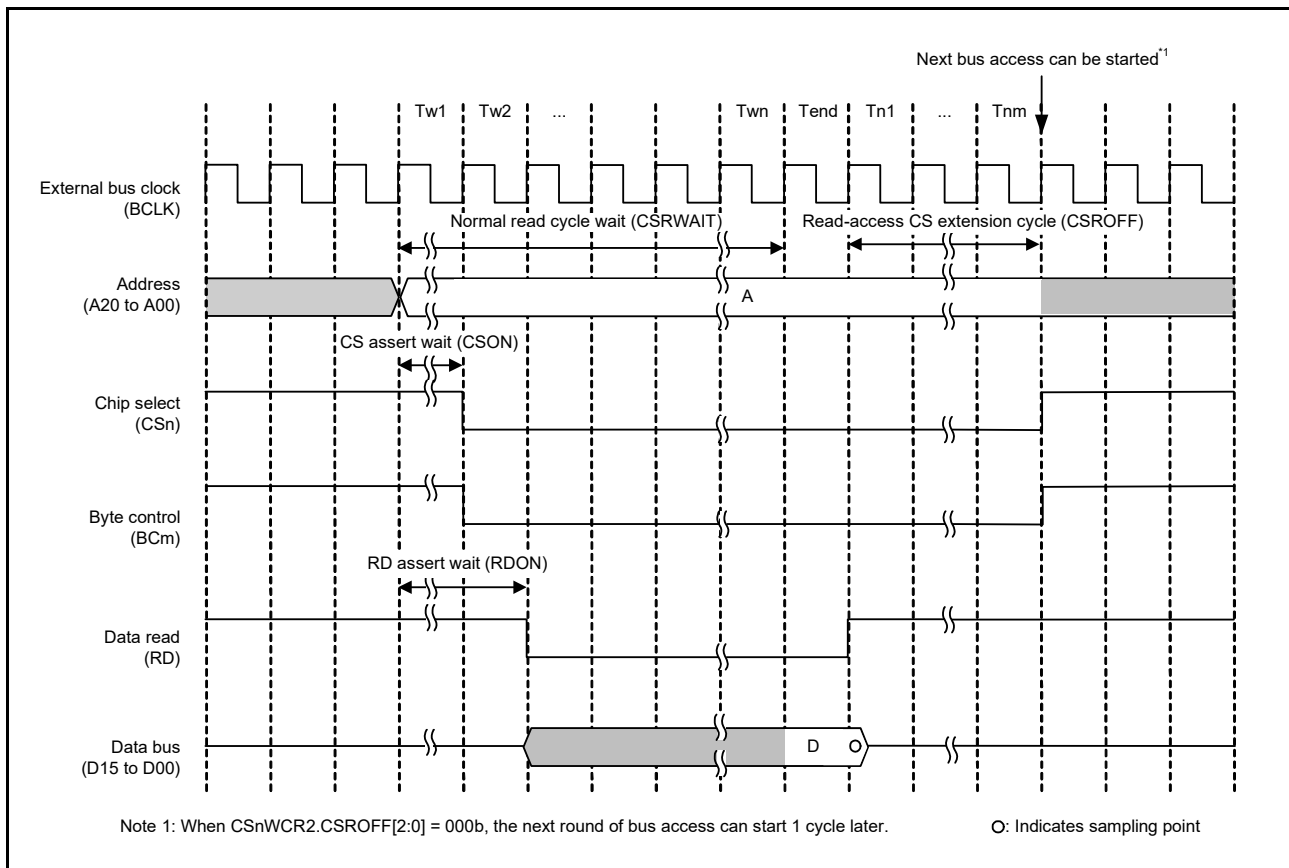 Next bus access can be started*1
Tw1 Tw2 ... Twn Tend Tn1 ... Tnm
External bus clock
(BCLK)
Normal read cycle wait (CSRWAIT) Read-access CS extension cycle (CSROFF)
Address
(A20 to A00)
A
CS assert wait (CSON)
Chip select
(CSn)
Byte control
(BCm)
RD assert wait (RDON)
Data read
(RD)
Data bus
(D15 to D00)
D
Note 1: When CSnWCR2.CSROFF[2:0] = 000b, the next round of bus access can start 1 cycle later. O: Indicates sampling point